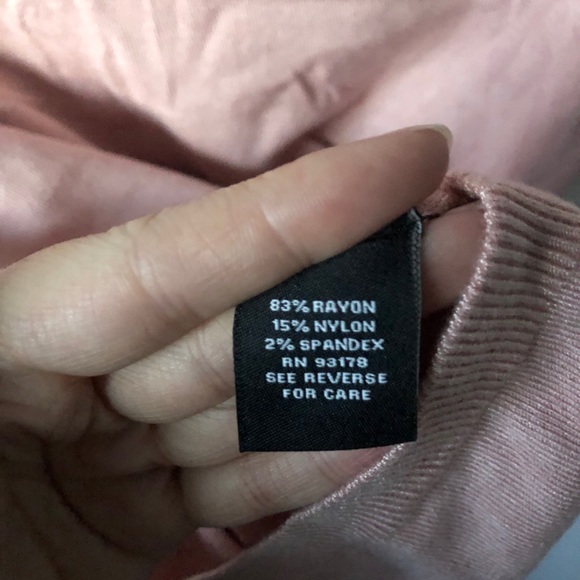 83% RAYON
15% NYLON
2% SPANDEX
RN 93178
SEE REVERSE
FOR CARE